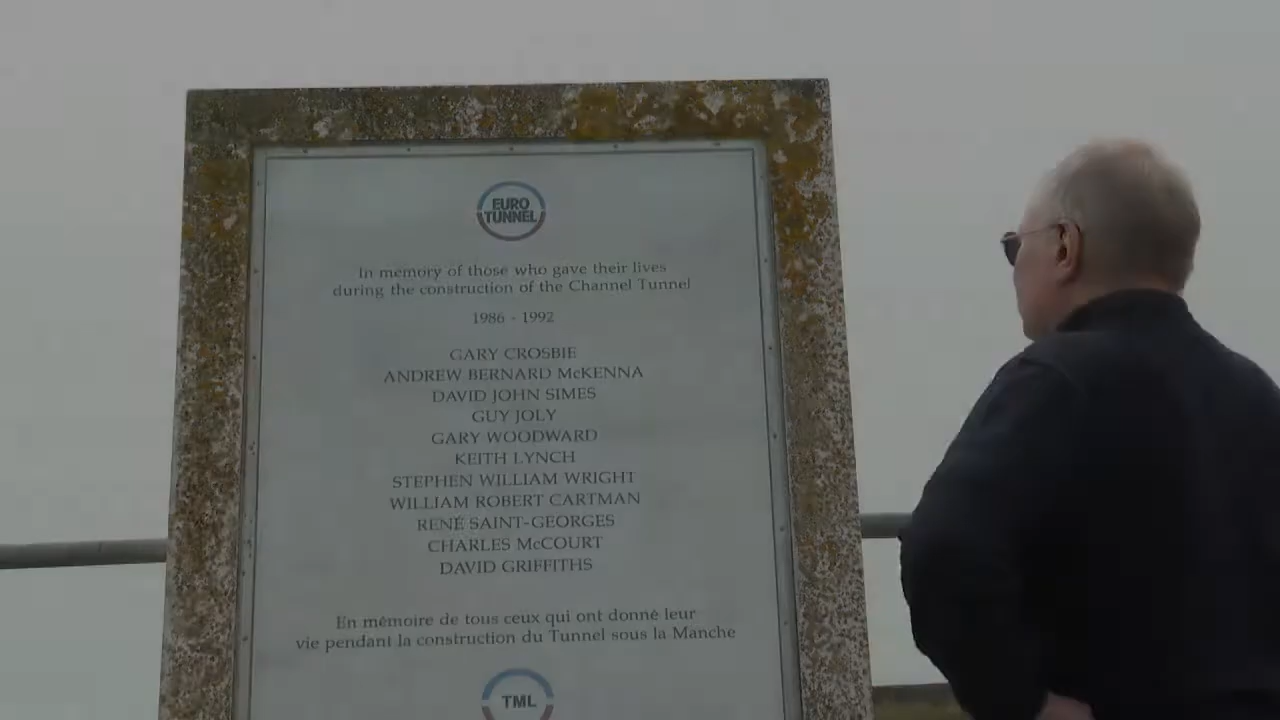 EURO
TUNNEL
In memory of those who gave their lives
during the construction of the Channel Tunnel
1986 - 1992
GARY CROSBIE
ANDREW BERNARD McKENNA
DAVID JOHN SIMES
GUY JOLY
GARY WOODWARD
KEITH LYNCH
STEPHEN WILLIAM WRIGHT
WILLIAM ROBERT CARTMAN
RENÉ SAINT-GEORGES
CHARLES McCOURT
DAVID GRIFFITHS
En mémoire de tous ceux qui ont donné leur
vie pendant la construction du Tunnel sous la Manche
TML